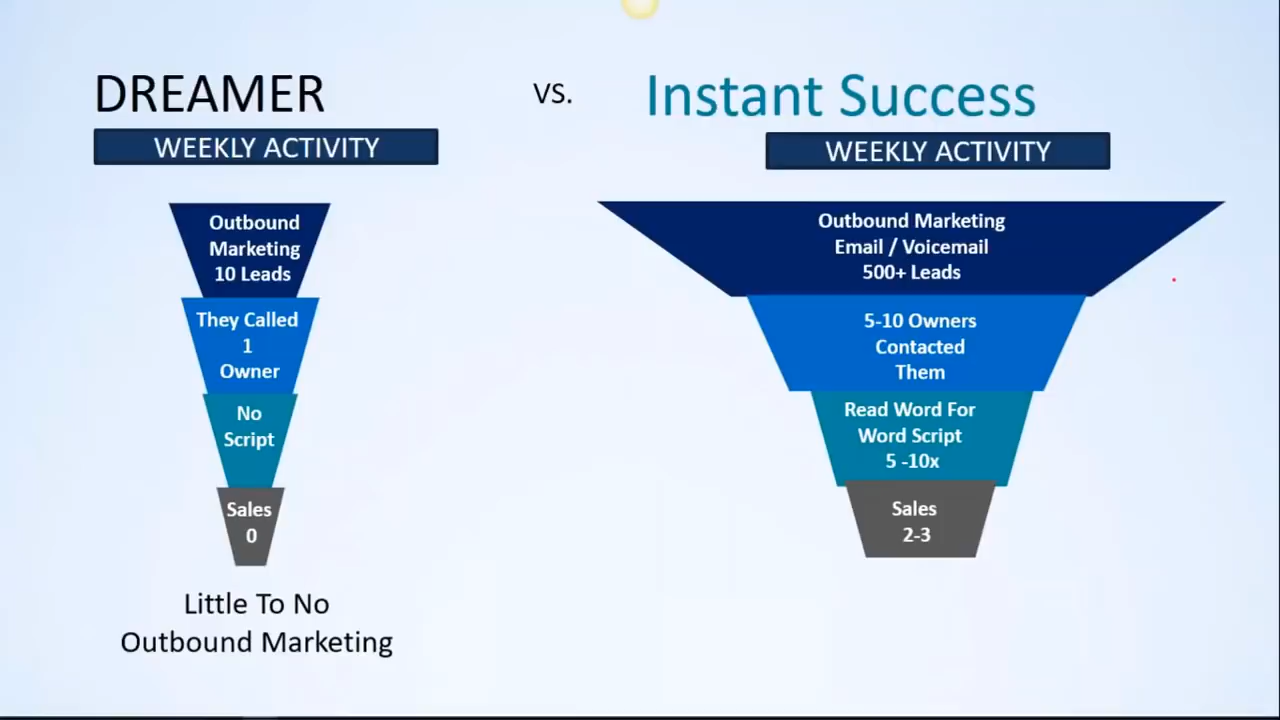 DREAMER
VS.
Instant Success
WEEKLY ACTIVITY
WEEKLY ACTIVITY
Outbound
Marketing
10 Leads
They Called
1
Owner
No
Script
Sales
0
Little To No
Outbound Marketing
Outbound Marketing
Email / Voicemail
500+ Leads
5-10 Owners
Contacted
Them
Read Word For
Word Script
5 -10x
Sales
2-3